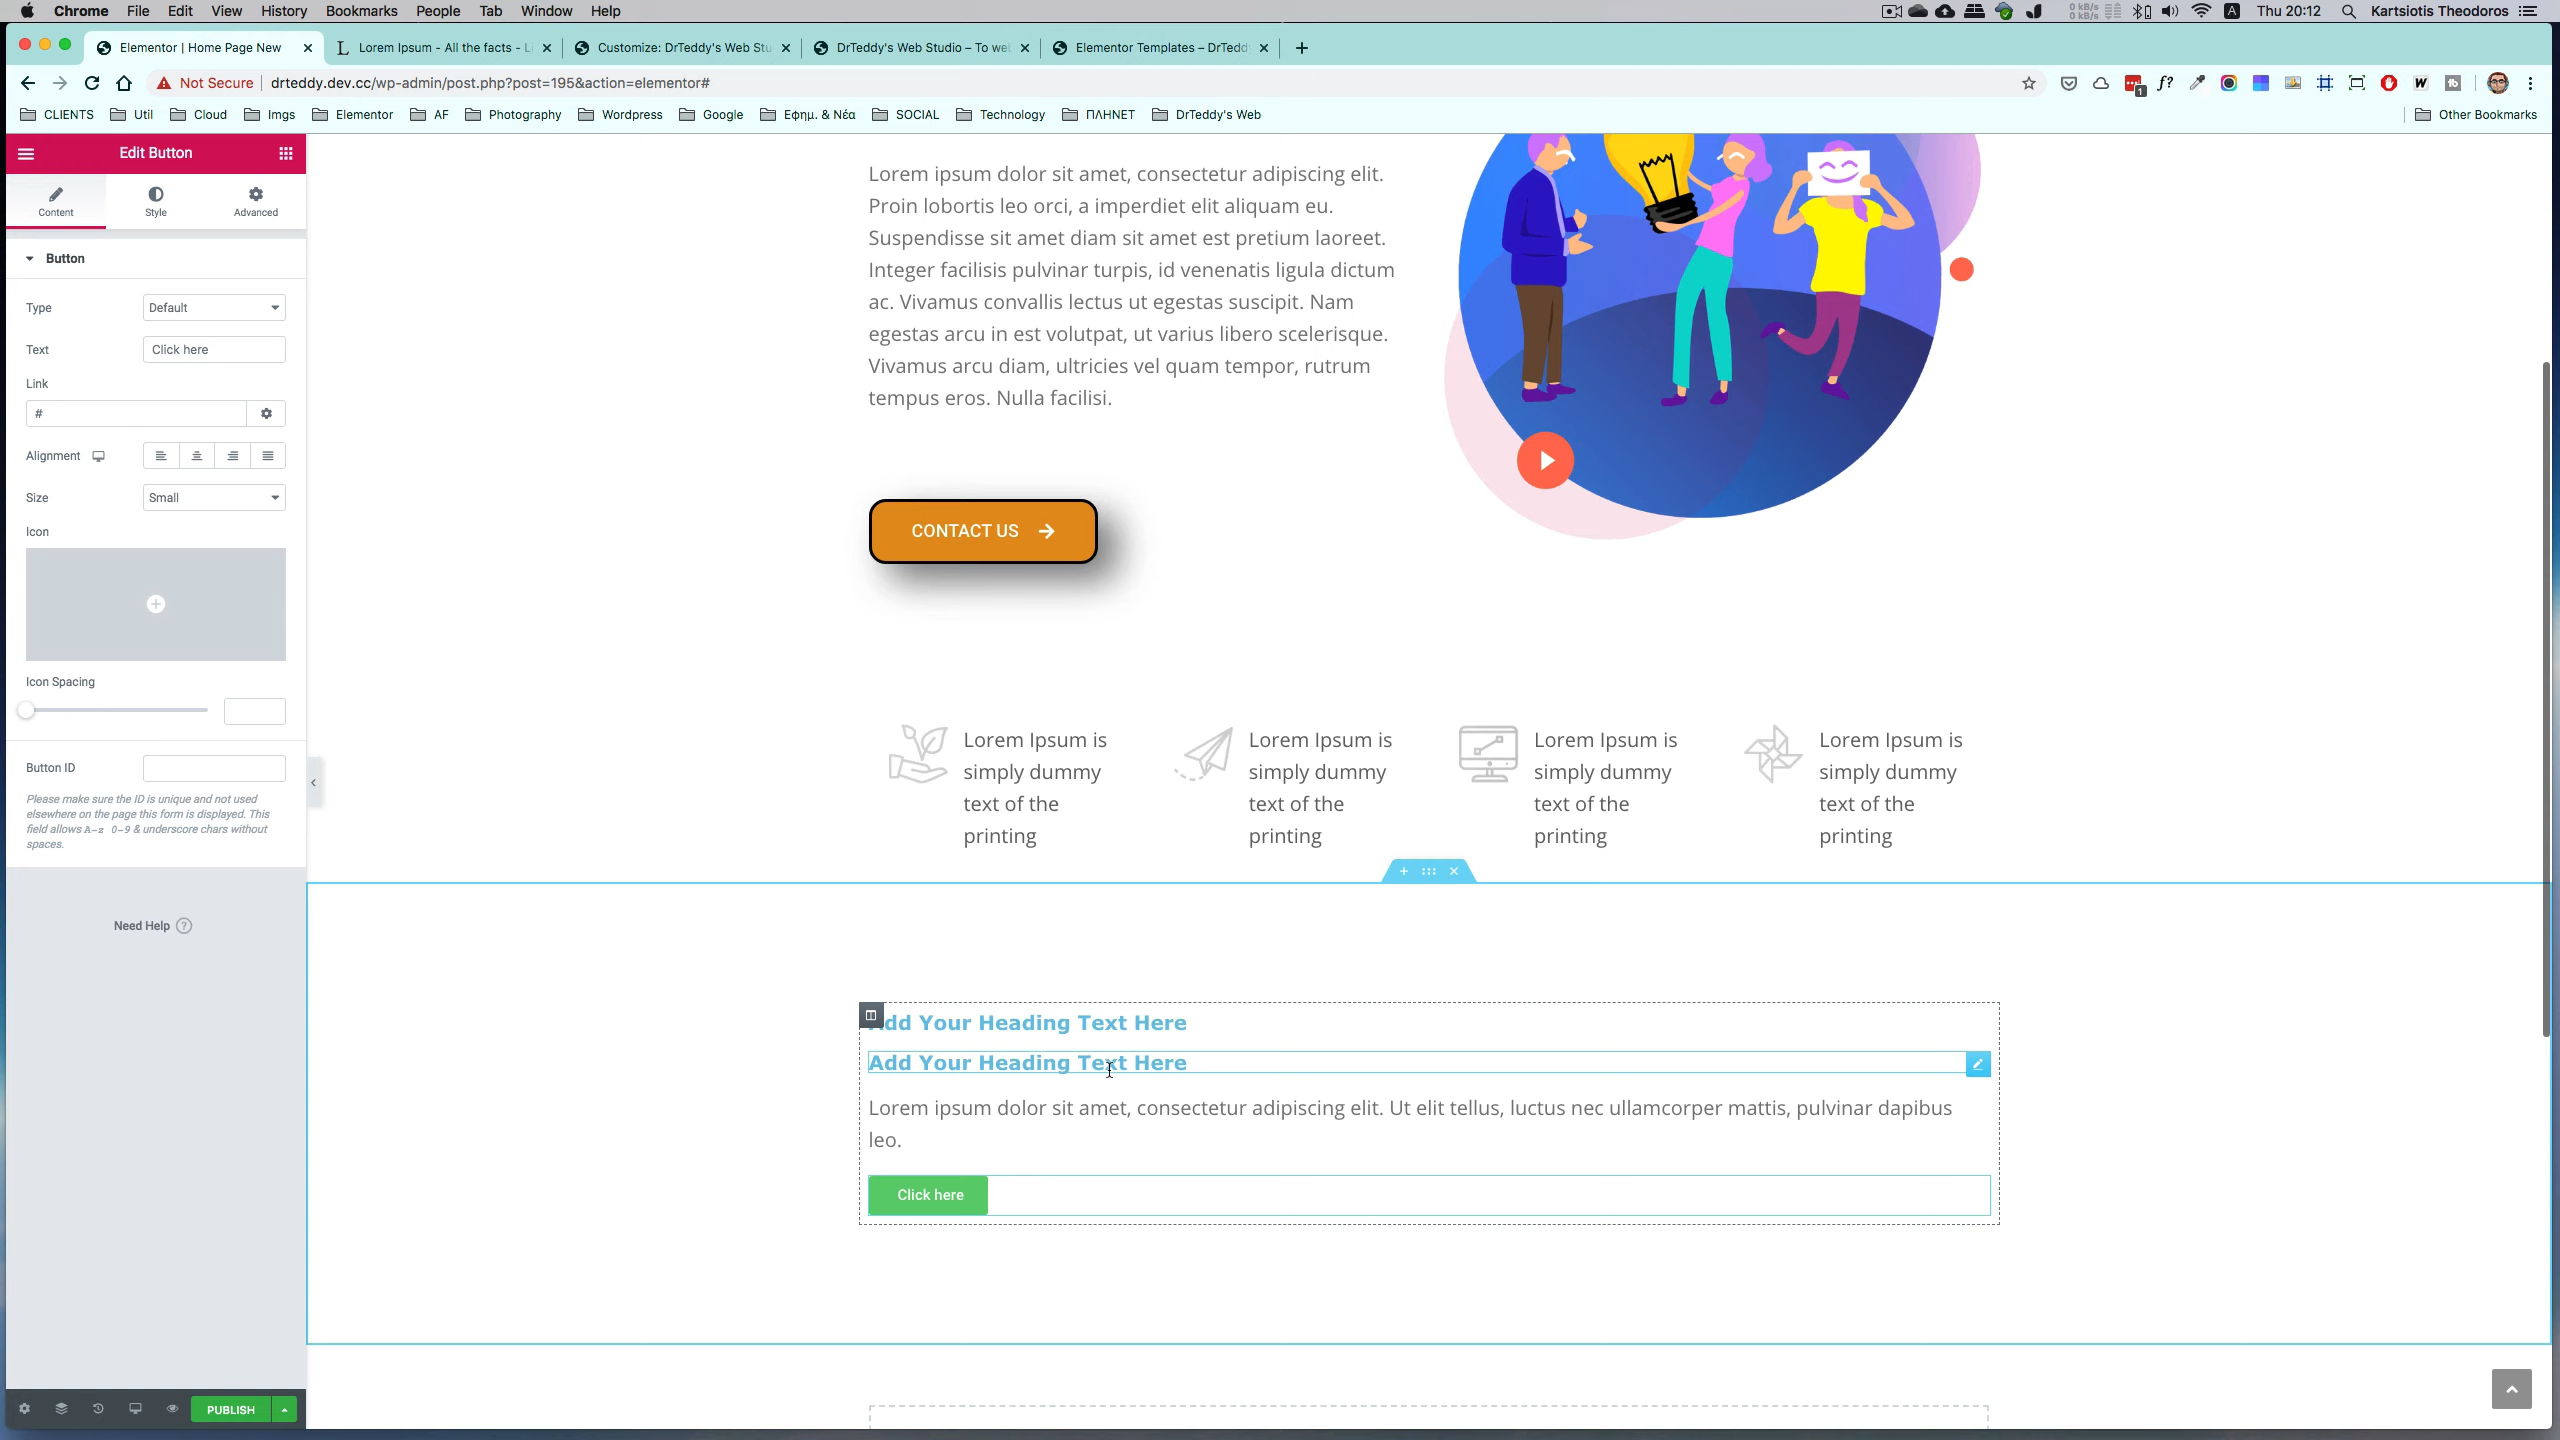 Chrome File Edit View History Bookmarks People Tab Window Help
0 kB/s
0 kB/s
A Thu 20:12 Kartsiotis Theodoros
Elementor | Home Page New
Lorem Ipsum - All the facts - L
Customize: DrTeddy's Web Stu
DrTeddy's Web Studio – To we
Elementor Templates – DrTedd
Not Secure drteddy.dev.cc/wp-admin/post.php?post=195&action=elementor#
CLIENTS Util Cloud Imgs Elementor AF Photography Wordpress Google Εφημ. & Νέα SOCIAL Technology ΠΛΗΝΕΤ DrTeddy's Web Other Bookmarks
Edit Button
Content Style Advanced
Button
Type Default
Text Click here
Link
#
Alignment
Size Small
Icon
Icon Spacing
Button ID
Please make sure the ID is unique and not used
elsewhere on the page this form is displayed. This
field allows A-z 0-9 & underscore chars without
spaces.
Need Help ?
PUBLISH
Lorem ipsum dolor sit amet, consectetur adipiscing elit.
Proin lobortis leo orci, a imperdiet elit aliquam eu.
Suspendisse sit amet diam sit amet est pretium laoreet.
Integer facilisis pulvinar turpis, id venenatis ligula dictum
ac. Vivamus convallis lectus ut egestas suscipit. Nam
egestas arcu in est volutpat, ut varius libero scelerisque.
Vivamus arcu diam, ultricies vel quam tempor, rutrum
tempus eros. Nulla facilisi.
CONTACT US
Lorem Ipsum is
simply dummy
text of the
printing
Lorem Ipsum is
simply dummy
text of the
printing
Lorem Ipsum is
simply dummy
text of the
printing
Lorem Ipsum is
simply dummy
text of the
printing
dd Your Heading Text Here
Add Your Heading Text Here
Lorem ipsum dolor sit amet, consectetur adipiscing elit. Ut elit tellus, luctus nec ullamcorper mattis, pulvinar dapibus
leo.
Click here